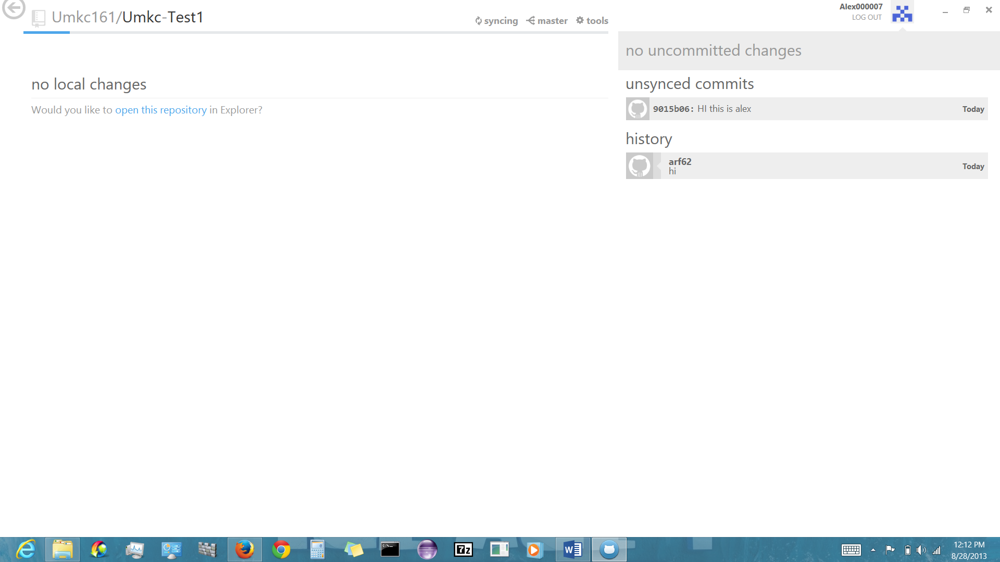 Umkc161/Umkc-Test1
syncing master tools
Alex000007
LOG OUT
no uncommitted changes
no local changes
Would you like to open this repository in Explorer?
unsynced commits
9015b06: HI this is alex Today
history
arf62
hi
Today
7z
W
12:12 PM
8/28/2013